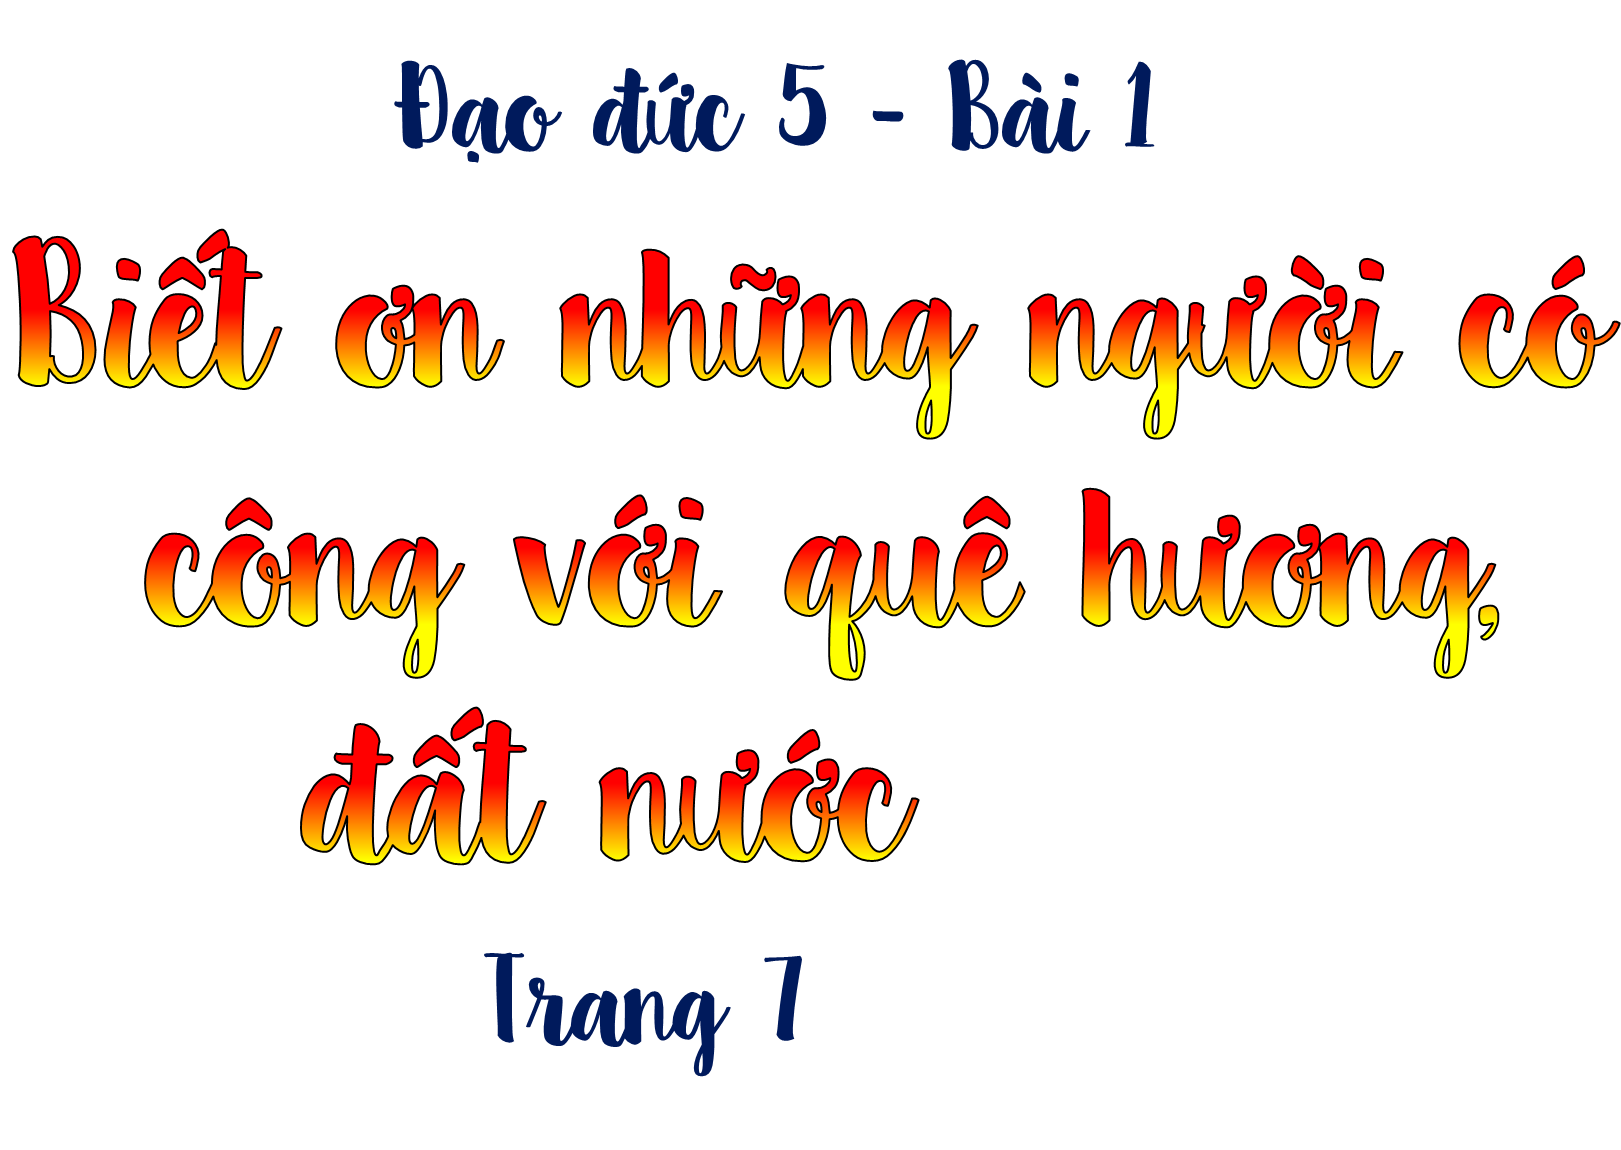 Đạo đức 5 - Bài 1
Biết ơn những người có
công với quê hương,
đất nước
Trang 7